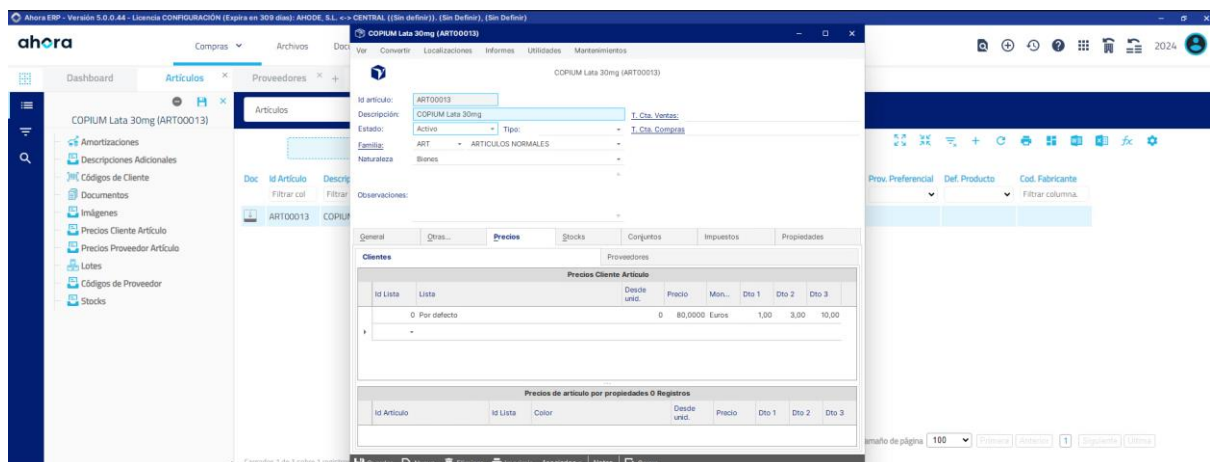 Ahora ERP - Versión 5.0.0.44 - Licencia CONFIGURACIÓN (Expira en 309 días): AHODE, S.L. <-> CENTRAL ((Sin definir)), (Sin Definir), (Sin Definir)
COPIUM Lata 30mg (ART00013)
ahora
Compras
Archivos
2024
Ver Convertir Localizaciones Informes Utilidades Mantenimientos
Dashboard
Artículos
Proveedores
COPIUM Lata 30mg (ART00013)
COPIUM Lata 30mg (ART00013)
Amortizaciones
Descripciones Adicionales
Códigos de Cliente
Documentos
Imágenes
Precios Cliente Artículo
Precios Proveedor Artículo
Lotes
Códigos de Proveedor
Stocks
Artículos
Doc Id Artículo
Filtrar col Filtrar
ART00013
Id artículo: ART00013
Descripción: COPIUM Lata 30mg T. Cta. Ventas:
Estado: Activo Tipo: T. Cta. Compras
Familia: ART ARTICULOS NORMALES
Naturaleza Bienes
Observaciones:
Prov. Preferencial Def. Producto Cod. Fabricante
Filtrar columna.
General Otras... Precios Stocks Conjuntos Impuestos Propiedades
Clientes Proveedores
Precios Cliente Artículo
Id Lista Lista Desde unid. Precio Mon... Dto 1 Dto 2 Dto 3
0 Por defecto 0 80,0000 Euros 1,00 3,00 10,00
Precios de artículo por propiedades 0 Registros
Id Artículo Id Lista Color Desde unid. Precio Dto 1 Dto 2 Dto 3
amaño de página 100 Primera Anterior 1 Siguiente Última